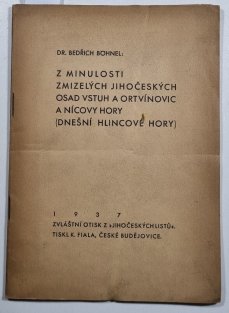 DR. BEDŘICH BÖHNEL:
Z MINULOSTI
ZMIZELÝCH JIHOČESKÝCH
OSAD VSTUH A ORTVÍNOVIC
A NÍCOVY HORY
(DNEŠNÍ HLINCOVÉ HORY)
1937
ZVLÁŠTNÍ OTISK Z »JIHOČESKÝCH LISTŮ«.
TISKL K. FIALA, ČESKÉ BUDĚJOVICE.